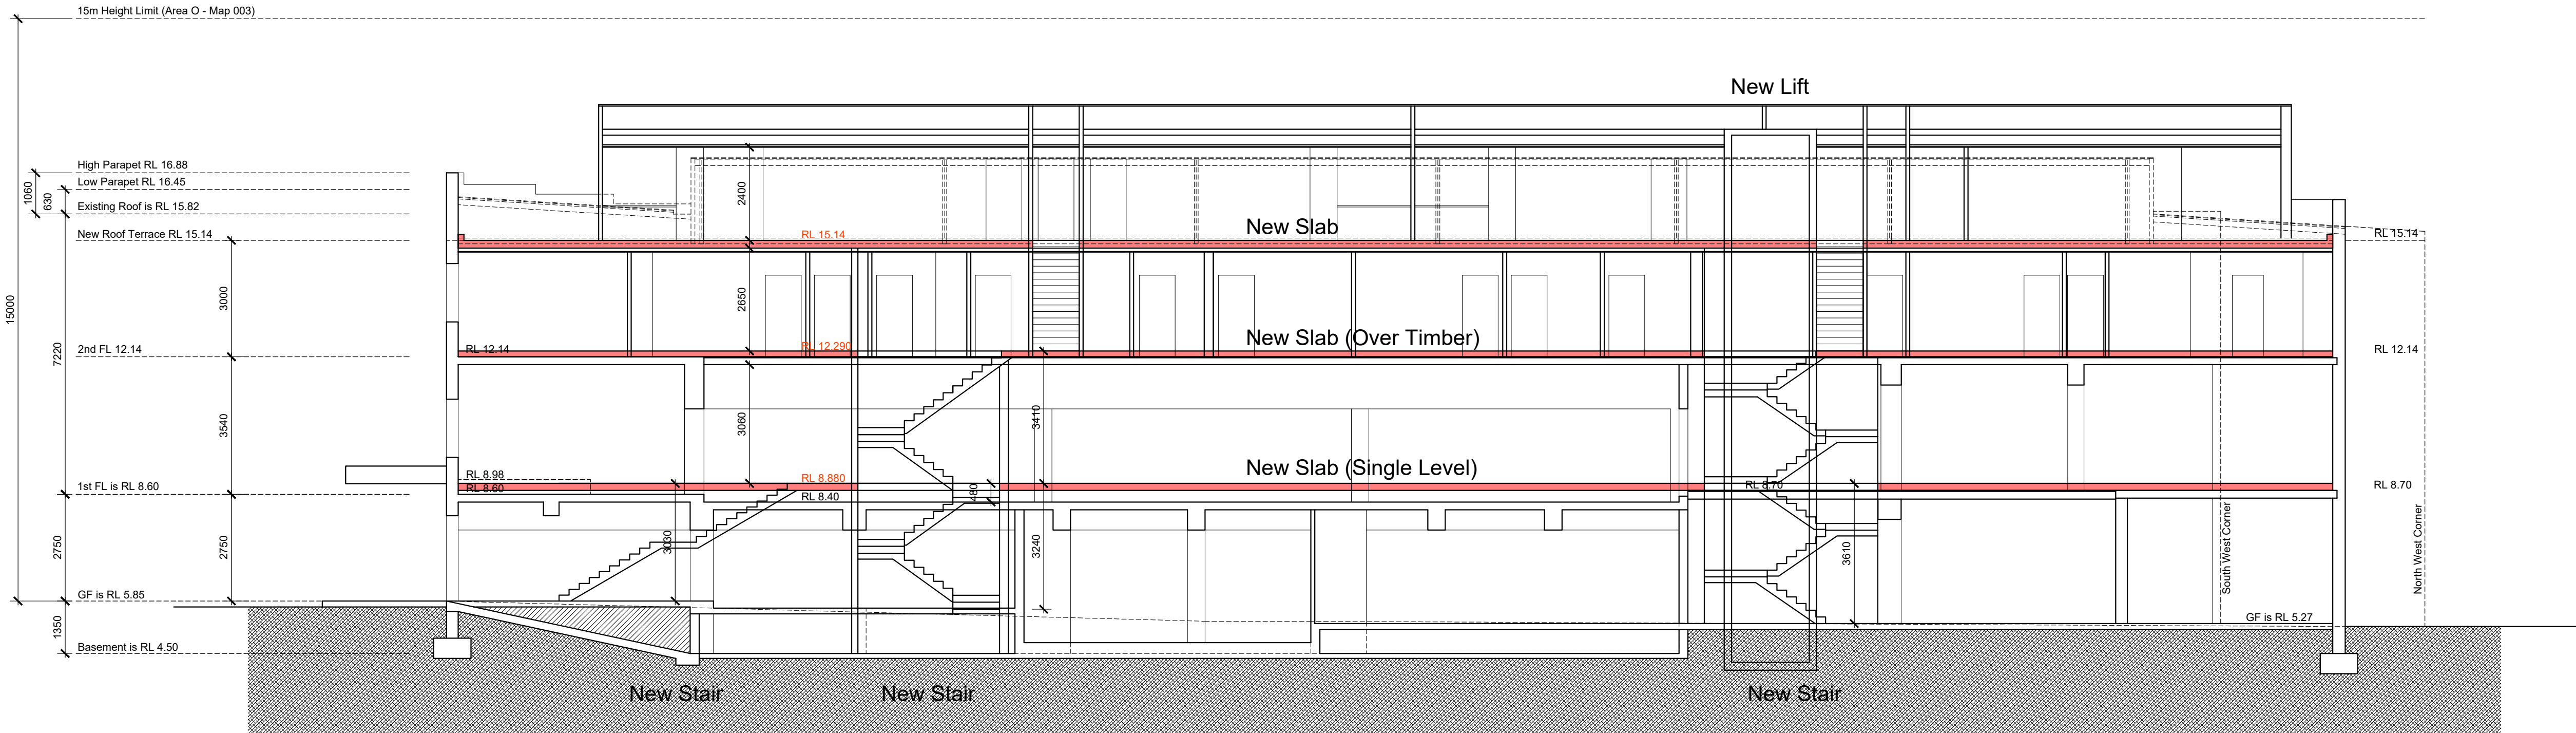 15m Height Limit (Area O - Map 003)
New Lift
High Parapet RL 16.88
Low Parapet RL 16.45
1060
630
2400
Existing Roof is RL 15.82
New Roof Terrace RL 15.14
RL 15.14
New Slab
RL 15.14
15000
3000
2650
7220
2nd FL 12.14
RL 12.14
RL 12.290
New Slab (Over Timber)
RL 12.14
3540
3060
3410
RL 8.98
New Slab (Single Level)
1st FL is RL 8.60
RL 8.60
RL 8.880
RL 8.40
480
RL 8.70
RL 8.70
2750
2750
3030
3240
3610
South West Corner
North West Corner
GF is RL 5.85
GF is RL 5.27
1350
Basement is RL 4.50
New Stair
New Stair
New Stair